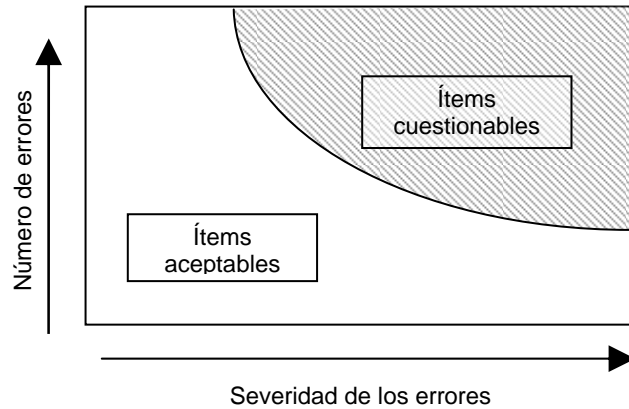 Número de errores
Ítems
cuestionables
Ítems
aceptables
Severidad de los errores